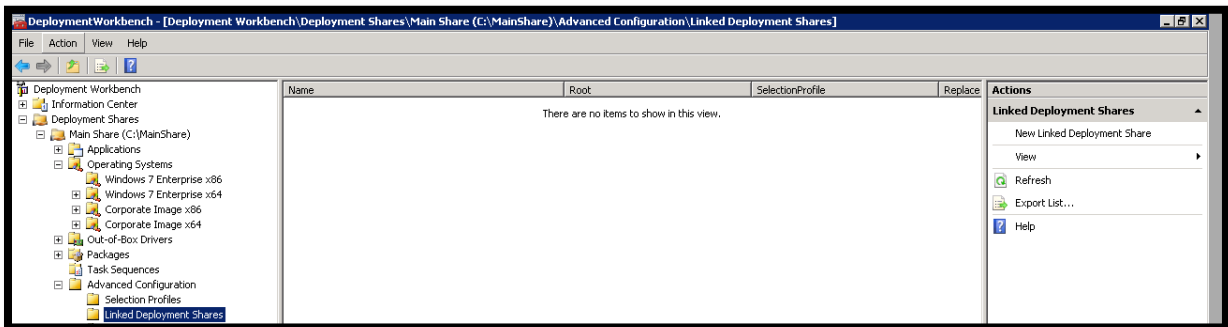 DeploymentWorkbench - [Deployment Workbench\Deployment Shares\Main Share (C:\MainShare)\Advanced Configuration\Linked Deployment Shares]
File Action View Help
Deployment Workbench
Information Center
Deployment Shares
Main Share (C:\MainShare)
Applications
Operating Systems
Windows 7 Enterprise x86
Windows 7 Enterprise x64
Corporate Image x86
Corporate Image x64
Out-of-Box Drivers
Packages
Task Sequences
Advanced Configuration
Selection Profiles
Linked Deployment Shares
Name Root SelectionProfile Replace
There are no items to show in this view.
Actions
Linked Deployment Shares
New Linked Deployment Share
View
Refresh
Export List...
Help